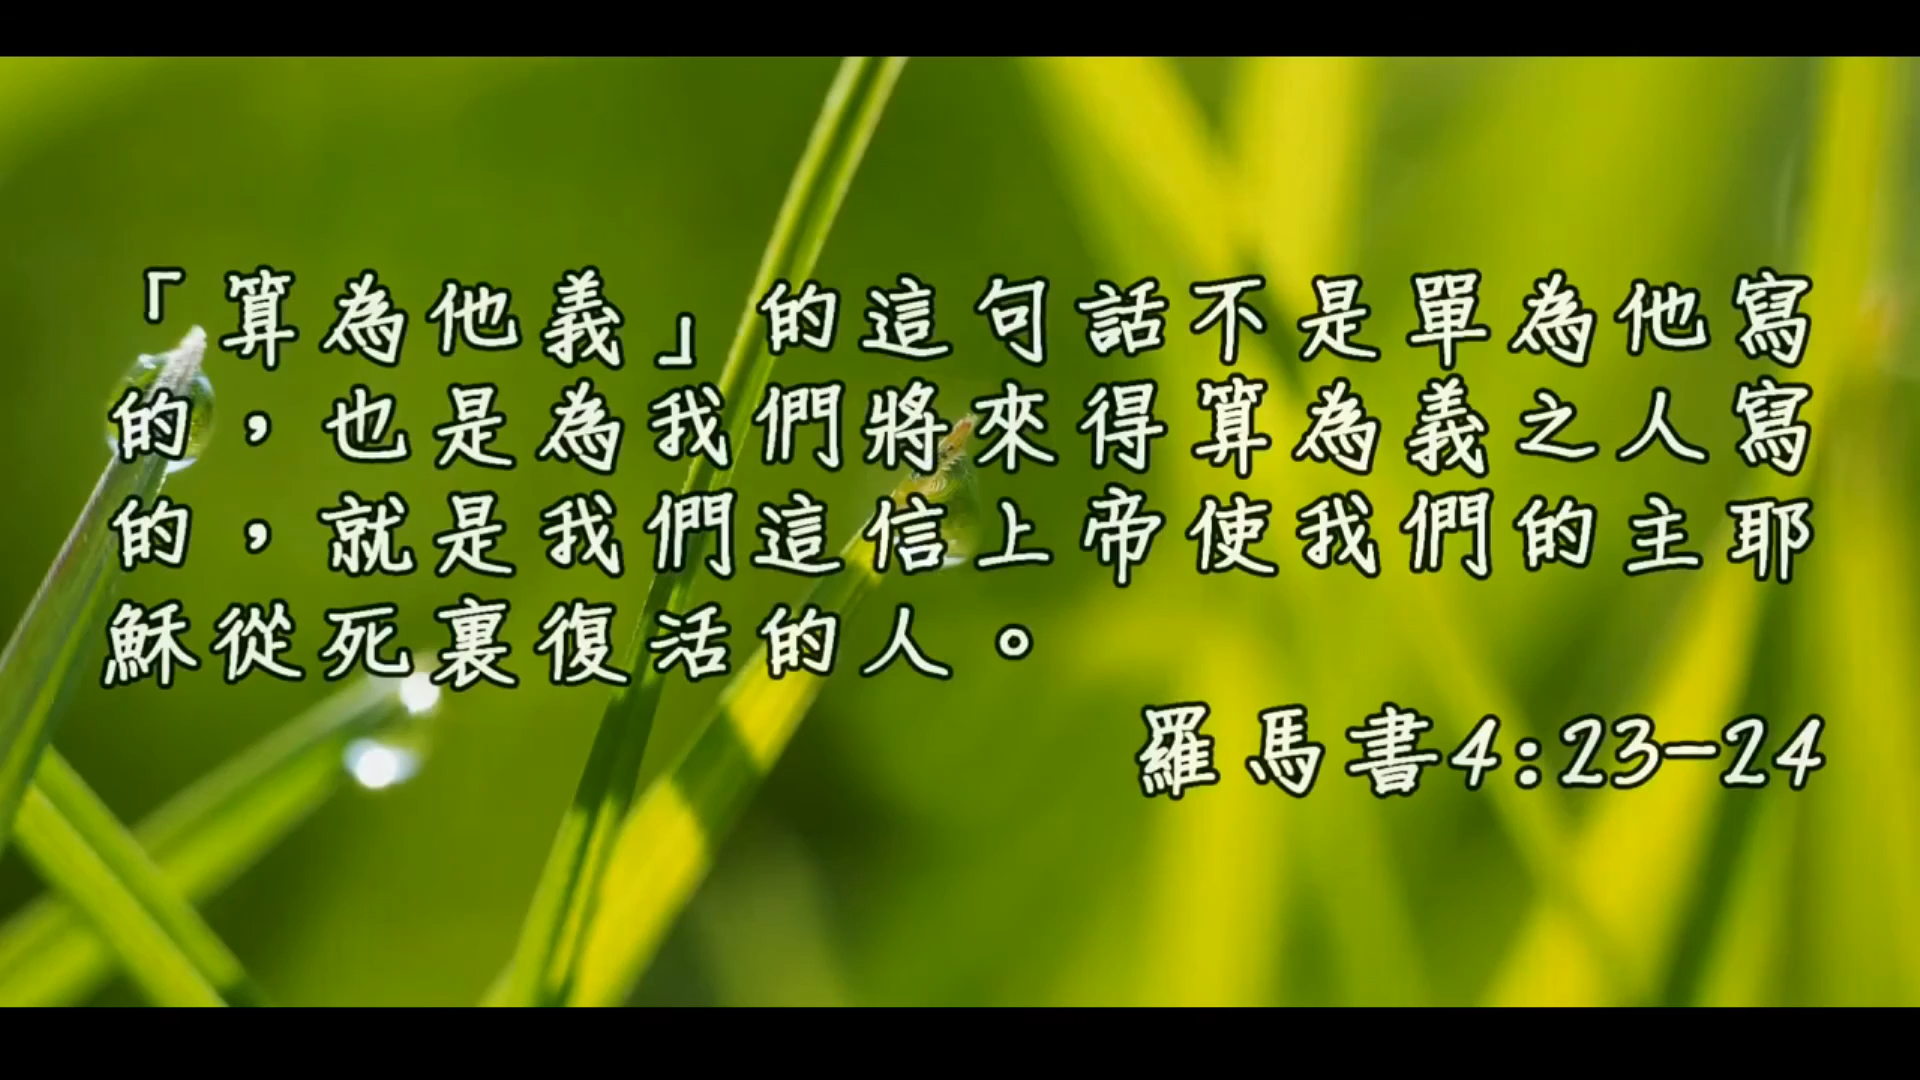 「算為他義」的這句話不是單為他寫
的，也是為我們將來得算為義之人寫
的，就是我們這信上帝使我們的主耶
穌從死裏復活的人。
羅馬書4:23-24